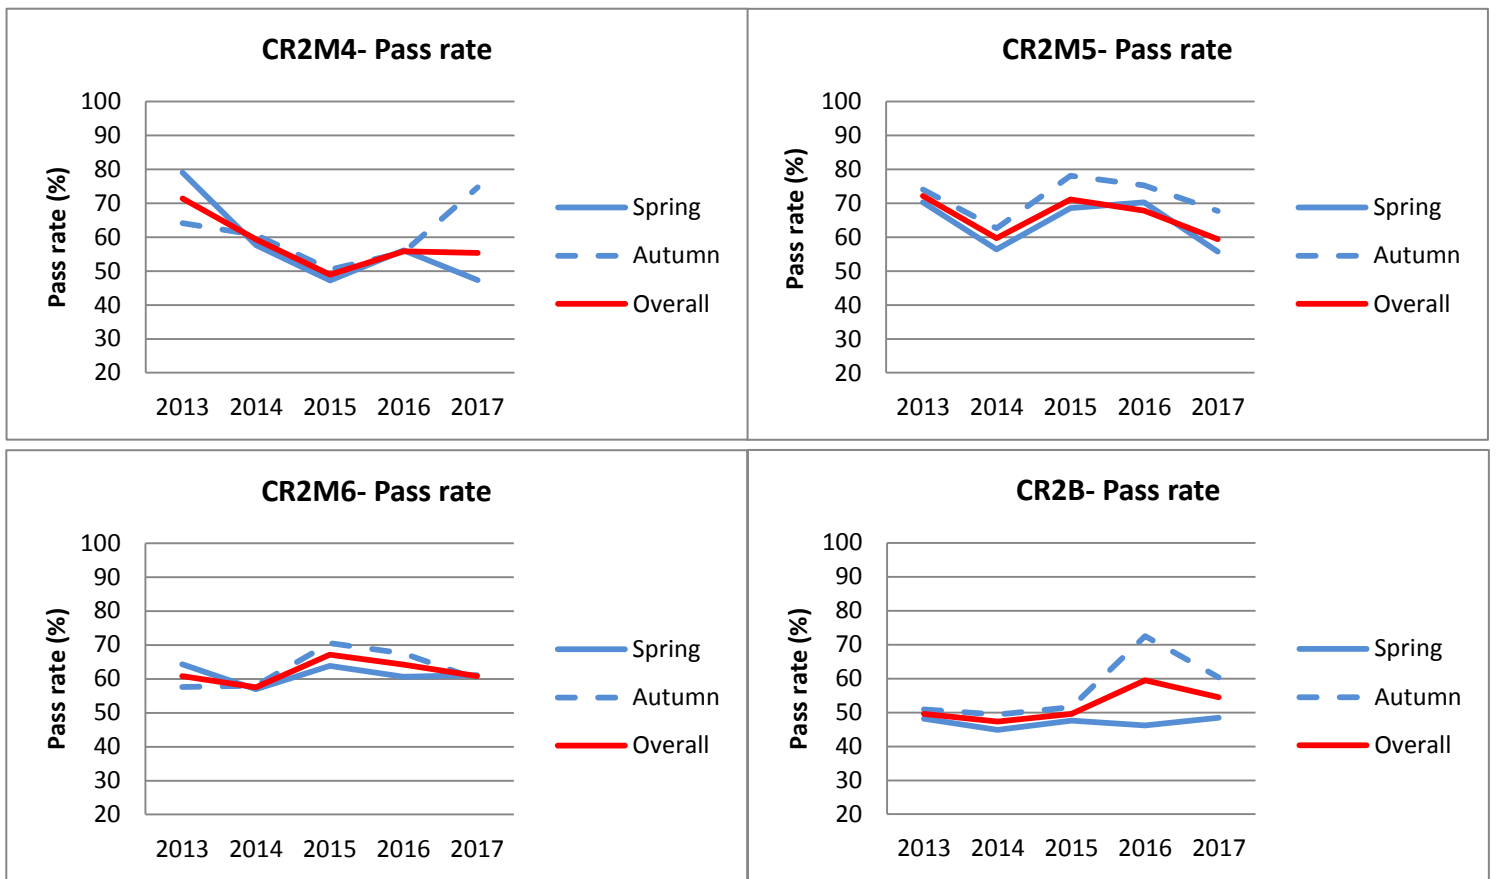 CR2M4- Pass rate
Pass rate (%)
100
90
80
70
60
50
40
30
20
2013 2014 2015 2016 2017
Spring
Autumn
Overall
CR2M5- Pass rate
Pass rate (%)
100
90
80
70
60
50
40
30
20
2013 2014 2015 2016 2017
Spring
Autumn
Overall
CR2M6- Pass rate
Pass rate (%)
100
90
80
70
60
50
40
30
20
2013 2014 2015 2016 2017
Spring
Autumn
Overall
CR2B- Pass rate
Pass rate (%)
100
90
80
70
60
50
40
30
20
2013 2014 2015 2016 2017
Spring
Autumn
Overall